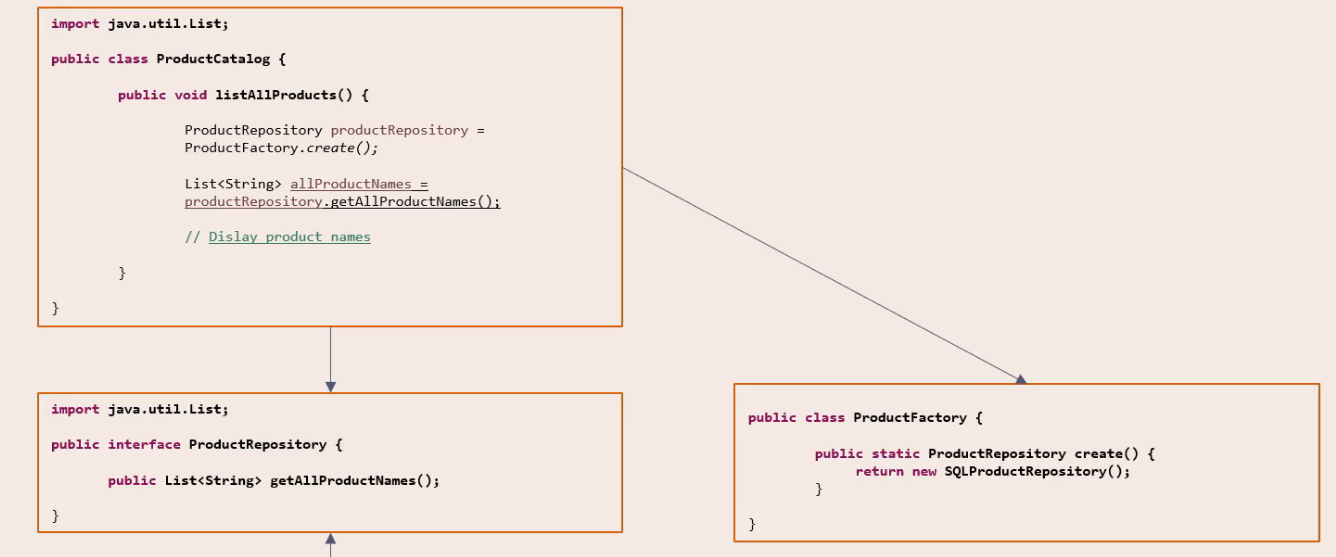 import java.util.List;
public class ProductCatalog {
public void listAllProducts() {
ProductRepository productRepository =
ProductFactory.create();
List<String> allProductNames =
productRepository.getAllProductNames();
// Dislay product names
}
}
import java.util.List;
public interface ProductRepository {
public List<String> getAllProductNames();
}
public class ProductFactory {
public static ProductRepository create() {
return new SQLProductRepository();
}
}